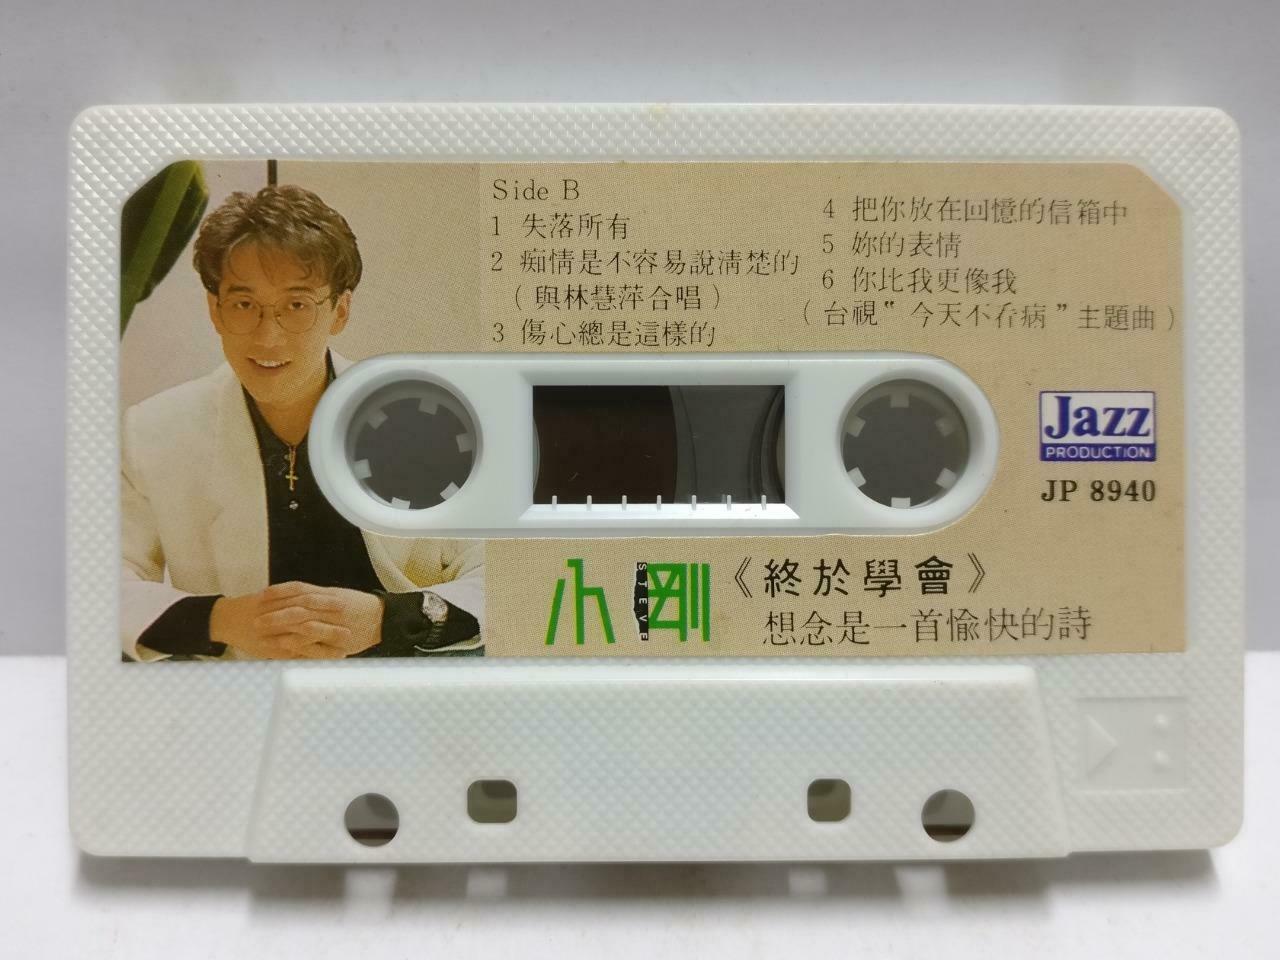 Side B
1 失落所有
2 痴情是不容易說清楚的
(與林慧萍合唱)
3 傷心總是這樣的
4 把你放在回憶的信箱中
5 妳的表情
6 你比我更像我
(台視“今天不看病”主題曲)
Jazz
PRODUCTION
JP 8940
小剛
STEVE
《終於學會》
想念是一首愉快的詩